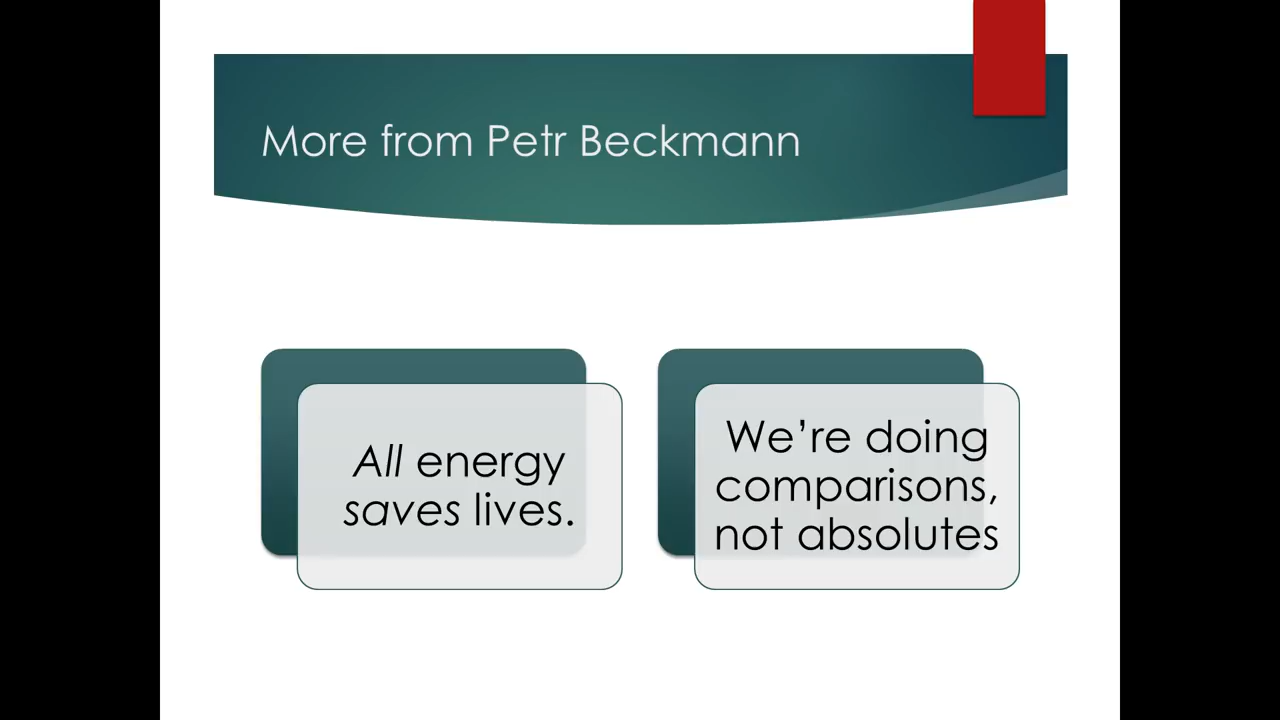 More from Petr Beckmann
All energy
saves lives.
We’re doing
comparisons,
not absolutes